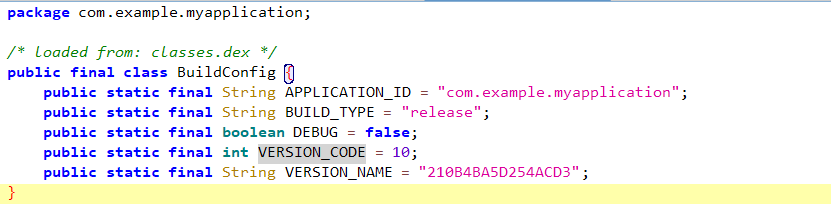 package com.example.myapplication;
/* loaded from: classes.dex */
public final class BuildConfig {
public static final String APPLICATION_ID = "com.example.myapplication";
public static final String BUILD_TYPE = "release";
public static final boolean DEBUG = false;
public static final int VERSION_CODE = 10;
public static final String VERSION_NAME = "210B4BA5D254ACD3";
}